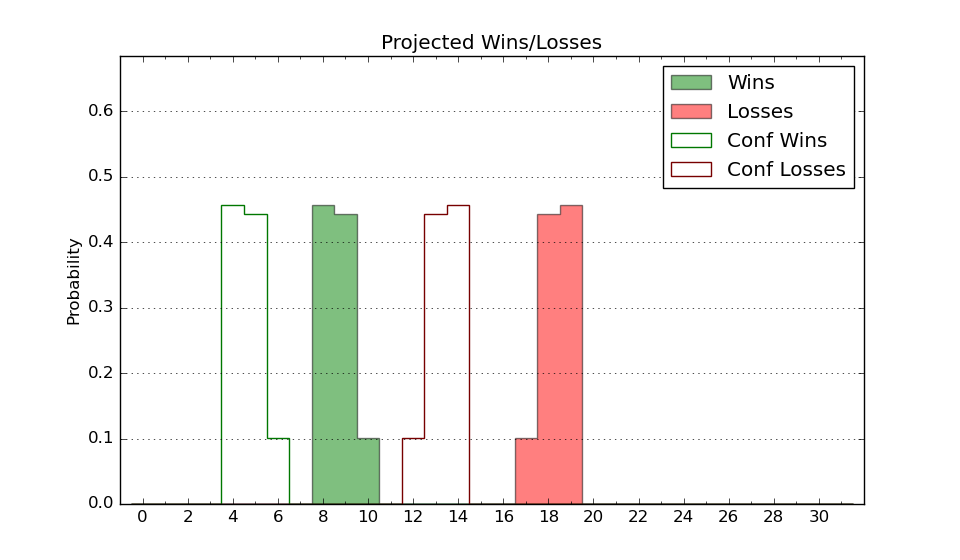 Projected Wins/Losses
Wins
Losses
Conf Wins
Conf Losses
Probability
0.6
0.5
0.4
0.3
0.2
0.1
0.0
0 2 4 6 8 10 12 14 16 18 20 22 24 26 28 30